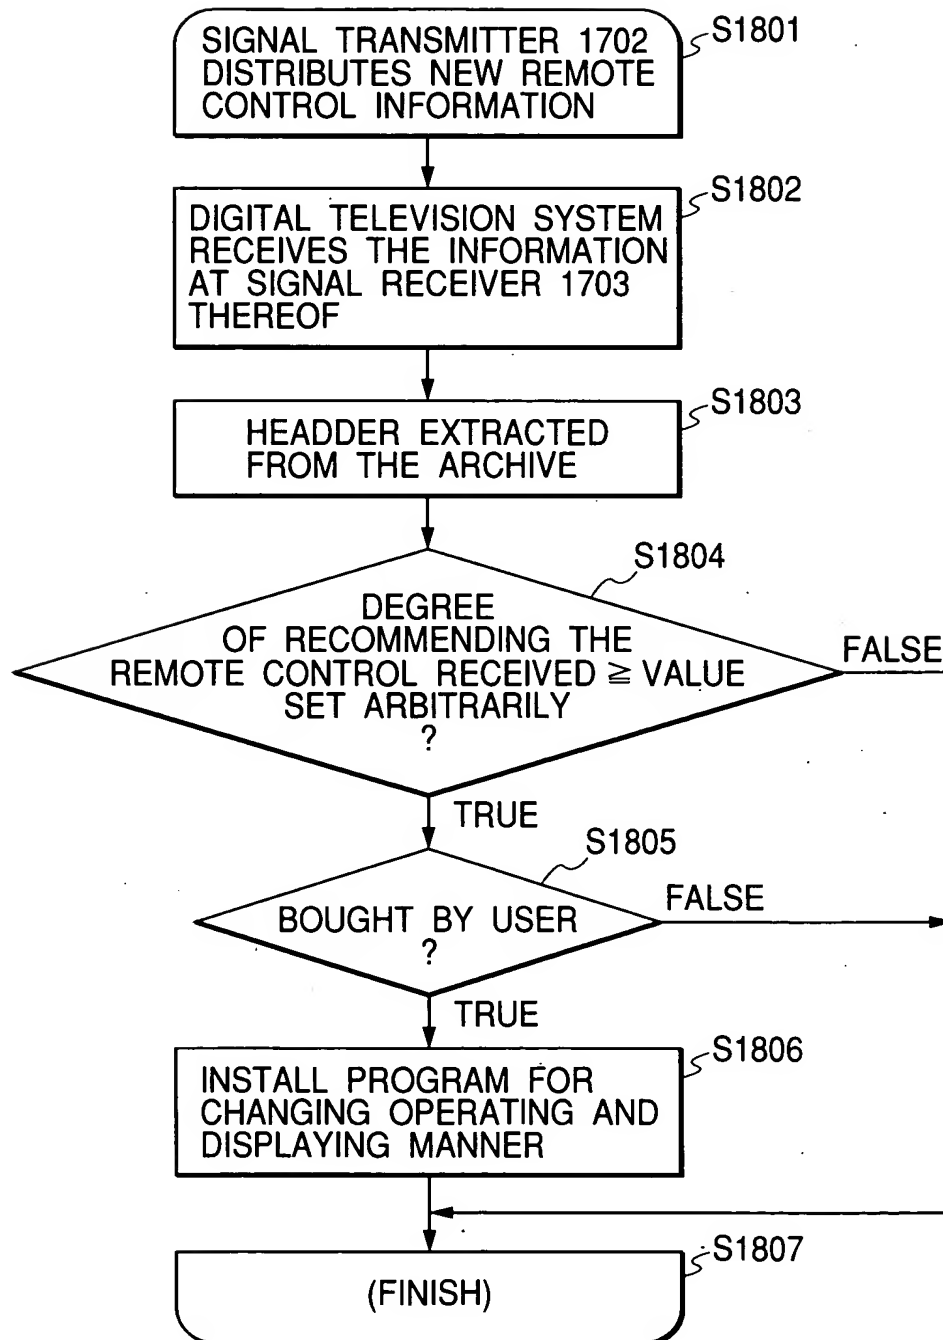 SIGNAL TRANSMITTER 1702
DISTRIBUTES NEW REMOTE
CONTROL INFORMATION
S1801
DIGITAL TELEVISION SYSTEM
RECEIVES THE INFORMATION
AT SIGNAL RECEIVER 1703
THEREOF
S1802
HEADDER EXTRACTED
FROM THE ARCHIVE
S1803
DEGREE
OF RECOMMENDING THE
REMOTE CONTROL RECEIVED ≧ VALUE
SET ARBITRARILY
?
S1804
FALSE
TRUE
BOUGHT BY USER
?
S1805
FALSE
TRUE
INSTALL PROGRAM FOR
CHANGING OPERATING AND
DISPLAYING MANNER
S1806
(FINISH)
S1807